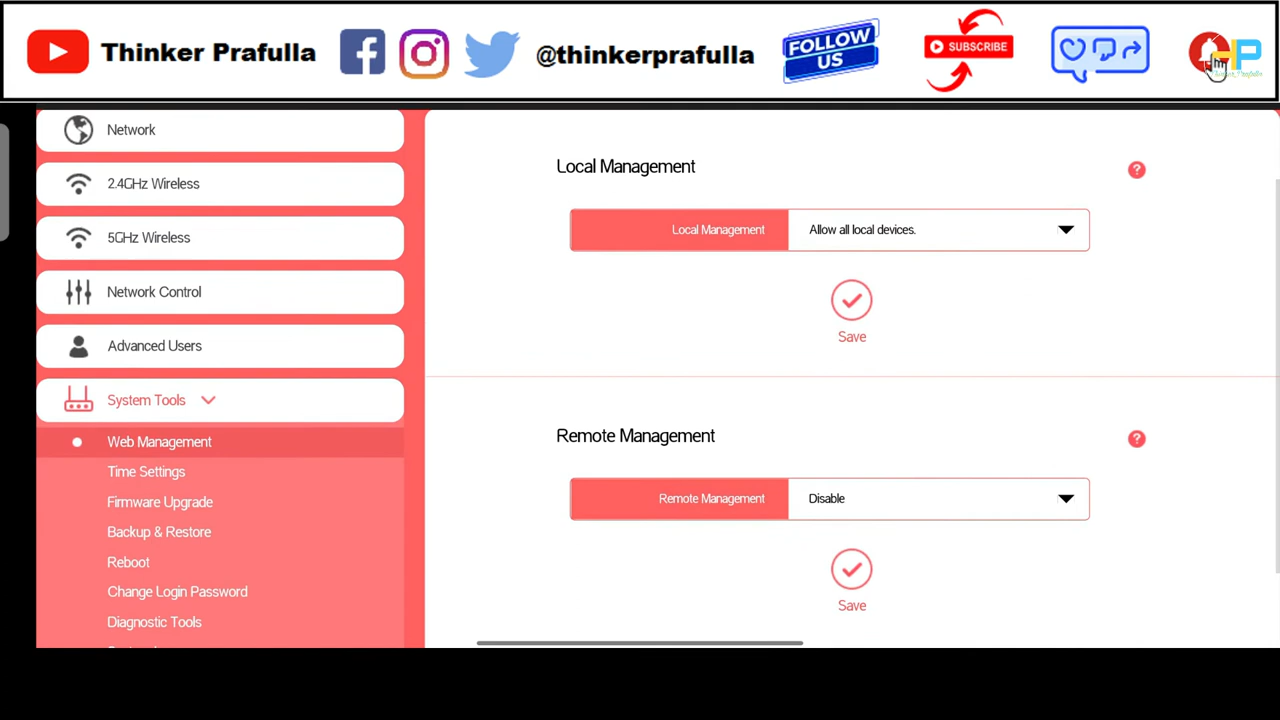 Thinker Prafulla
@thinkerprafulla
FOLLOW
US
SUBSCRIBE
Network
2.4GHz Wireless
5GHz Wireless
Network Control
Advanced Users
System Tools
Web Management
Time Settings
Firmware Upgrade
Backup & Restore
Reboot
Change Login Password
Diagnostic Tools
Local Management
?
Local Management
Allow all local devices.
Save
Remote Management
?
Remote Management
Disable
Save